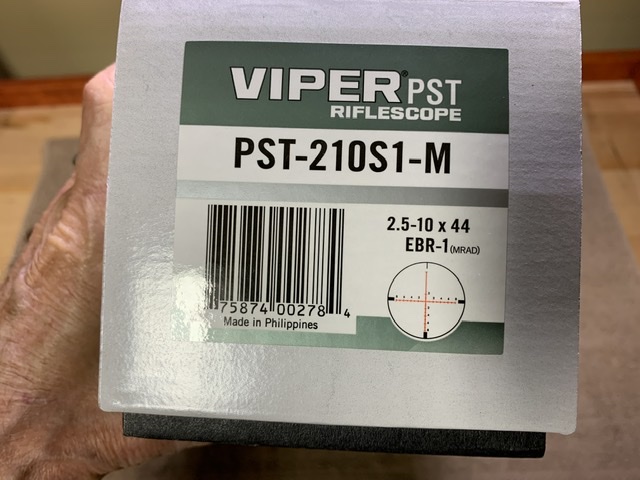 VIPER® PST
RIFLESCOPE
PST-210S1-M
2.5-10 x 44
EBR-1 (MRAD)
75874 00278 4
Made in Philippines